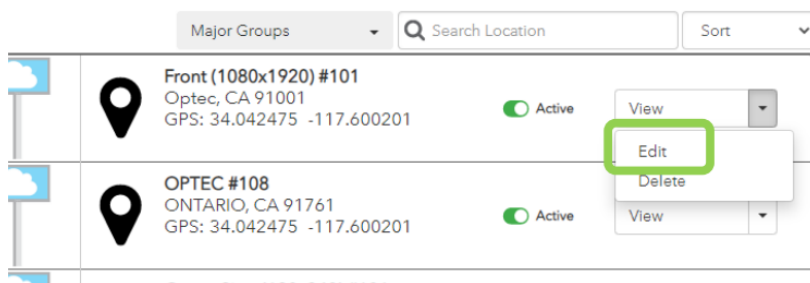 Major Groups
Search Location
Sort
Front (1080x1920) #101
Optec, CA 91001
GPS: 34.042475 -117.600201
Active
View
Edit
Delete
OPTEC #108
ONTARIO, CA 91761
GPS: 34.042475 -117.600201
Active
View